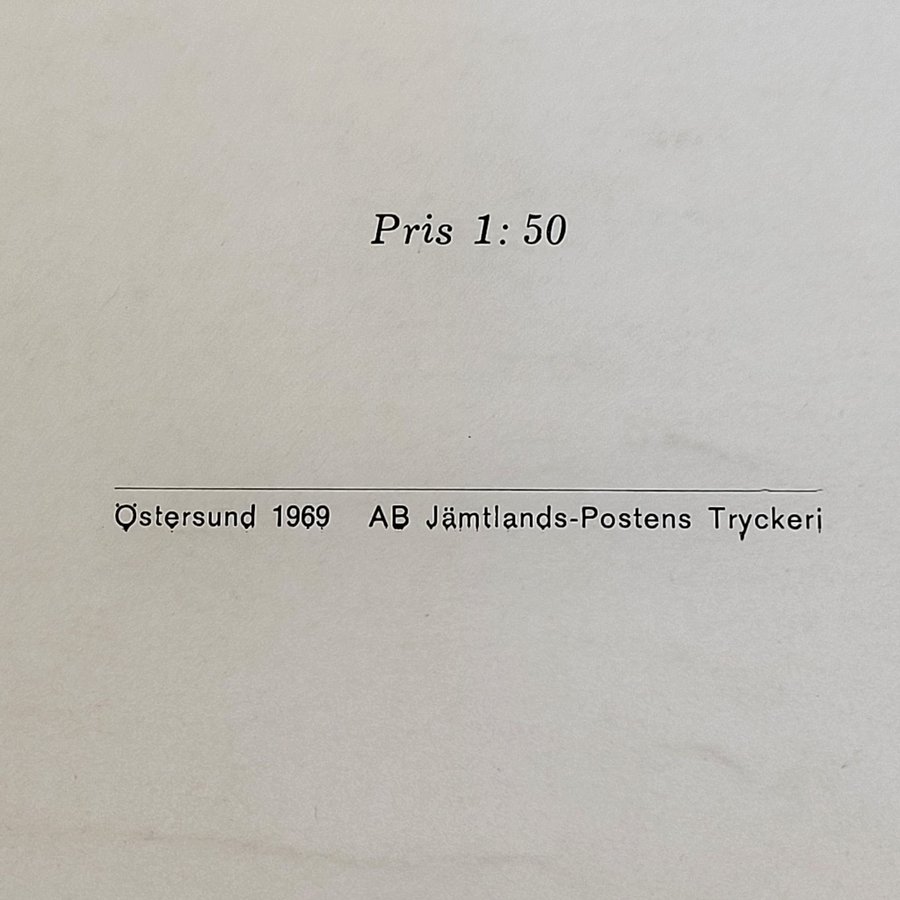 Pris 1: 50
Östersund 1969 AB Jämtlands-Postens Tryckeri